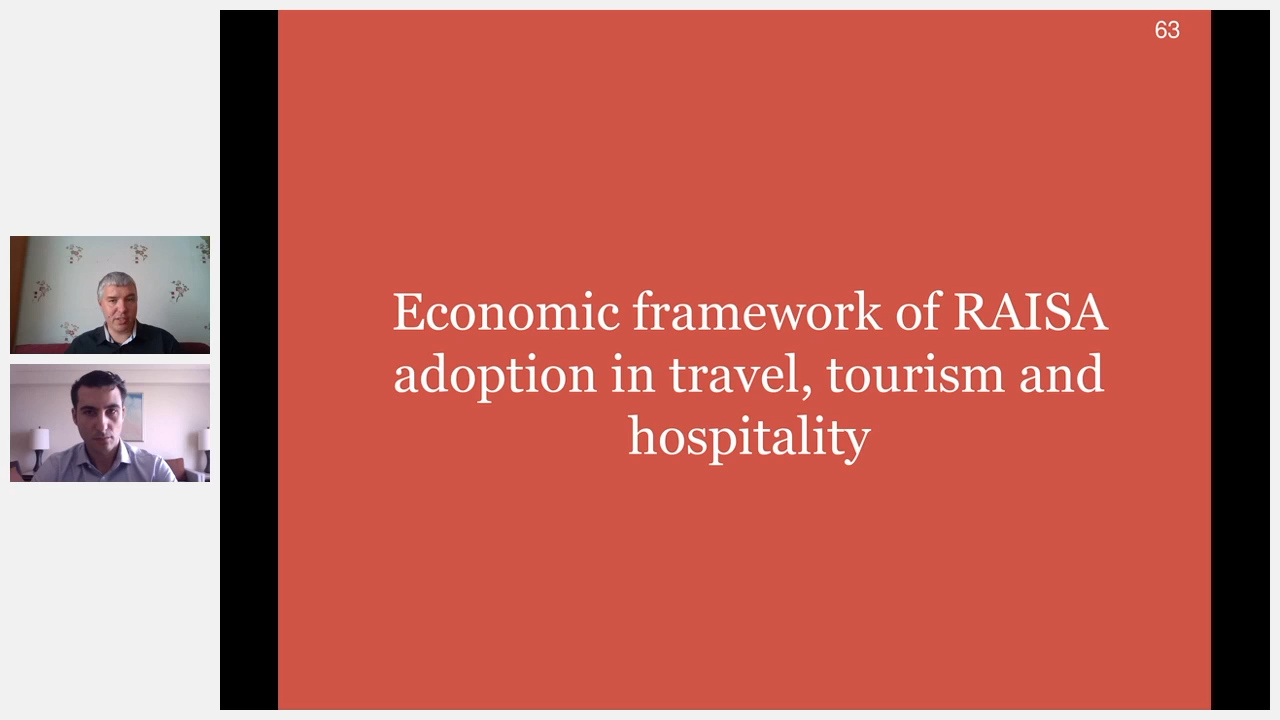 63
Economic framework of RAISA
adoption in travel, tourism and
hospitality